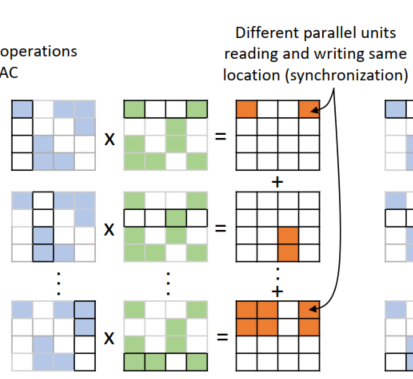 operations
AC
Different parallel units
reading and writing same
location (synchronization)
x
=
+
x
=
+
x
=